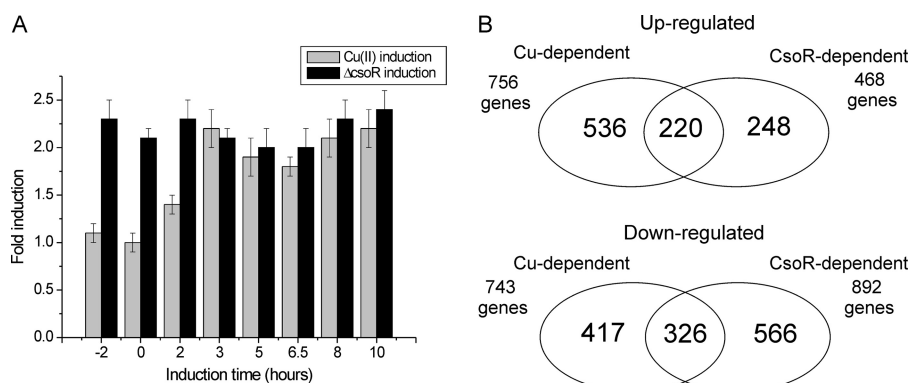 A
Cu(II) induction
ΔcsoR induction
2.5
2.0
1.5
1.0
0.5
0.0
Fold induction
-2 0 2 3 5 6.5 8 10
Induction time (hours)
B
Up-regulated
Cu-dependent
CsoR-dependent
756 genes
468 genes
536 220 248
Down-regulated
Cu-dependent
CsoR-dependent
743 genes
892 genes
417 326 566